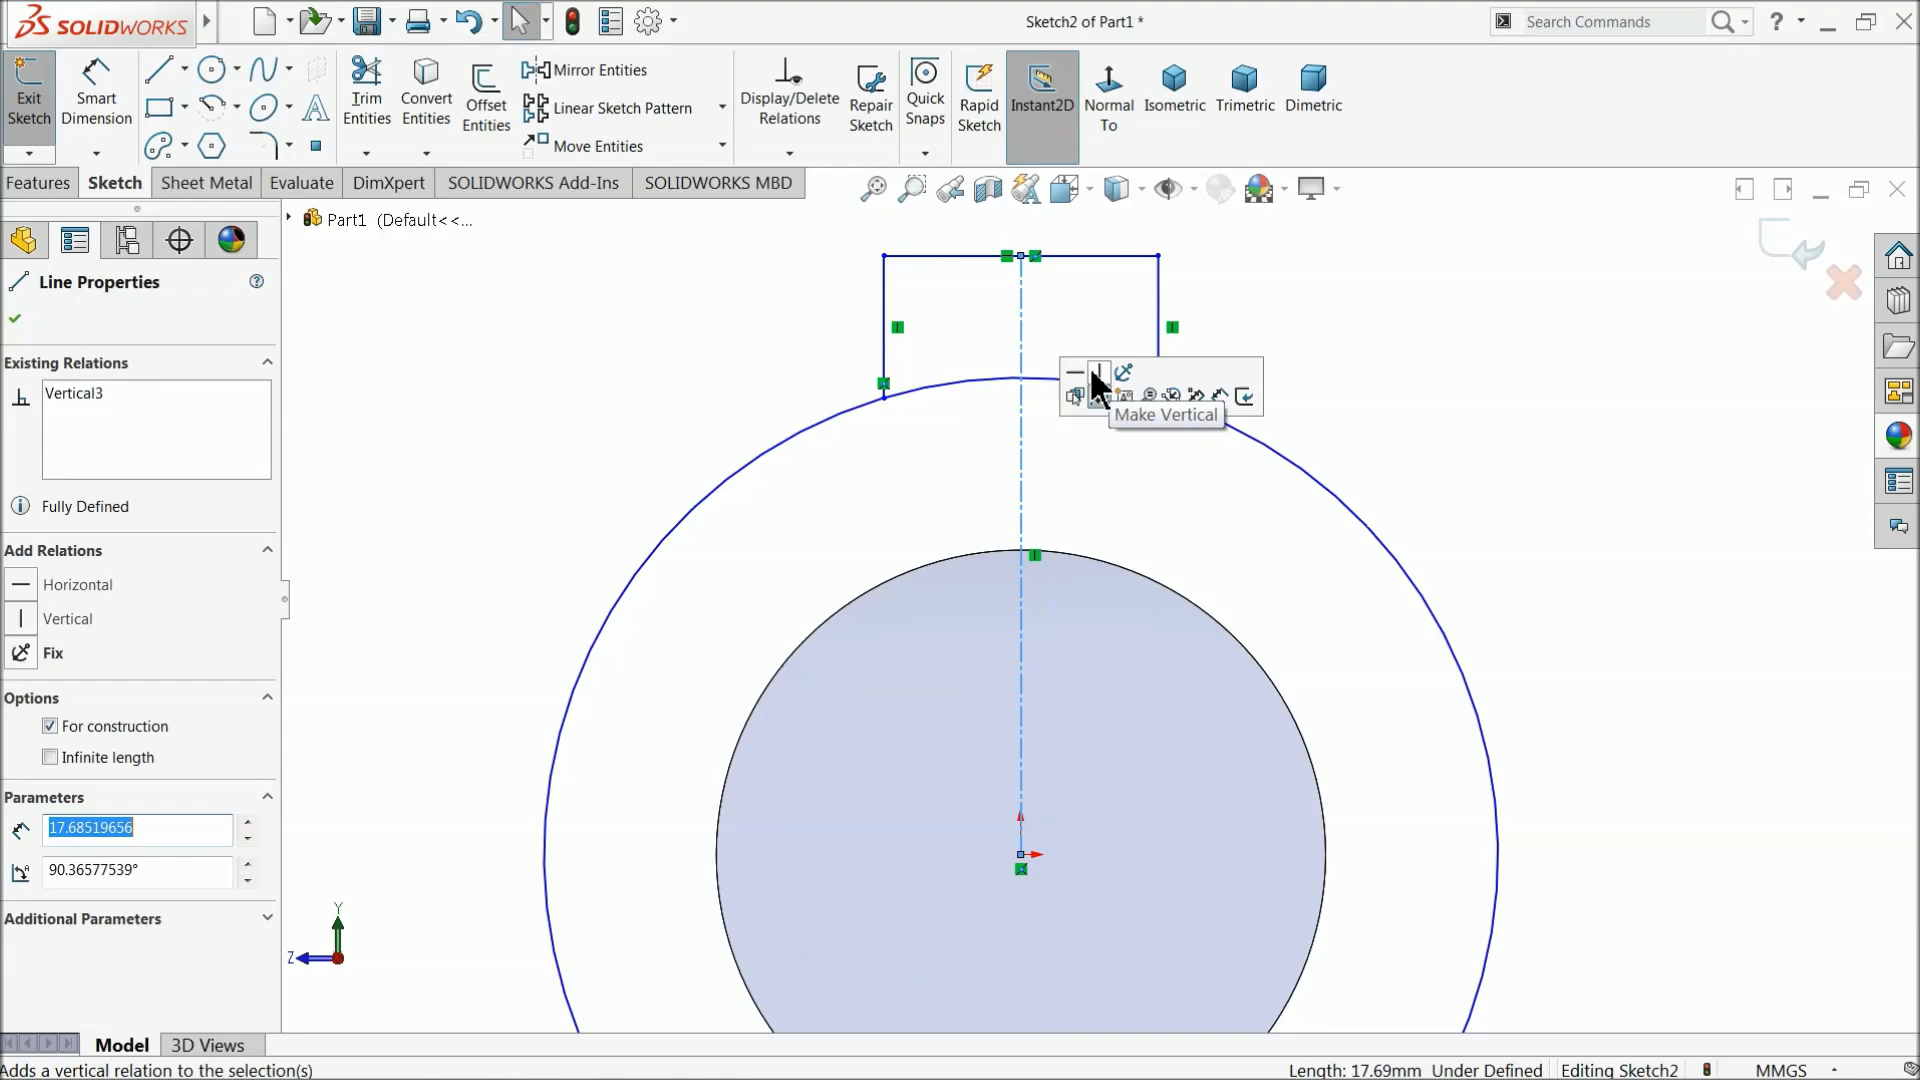 SOLIDWORKS
Sketch2 of Part1 *
Search Commands
Exit Sketch
Smart Dimension
Trim Entities
Convert Entities
Offset Entities
Mirror Entities
Linear Sketch Pattern
Move Entities
Display/Delete Relations
Repair Sketch
Quick Snaps
Rapid Sketch
Instant2D
Normal To
Isometric
Trimetric
Dimetric
Features
Sketch
Sheet Metal
Evaluate
DimXpert
SOLIDWORKS Add-Ins
SOLIDWORKS MBD
Part1 (Default<<...
Line Properties
Existing Relations
Vertical3
Fully Defined
Add Relations
Horizontal
Vertical
Fix
Options
For construction
Infinite length
Parameters
17.68519656
90.36577539°
Additional Parameters
Make Vertical
Y
Z
Model
3D Views
Adds a vertical relation to the selection(s)
Length: 17.69mm
Under Defined
Editing Sketch2
MMGS